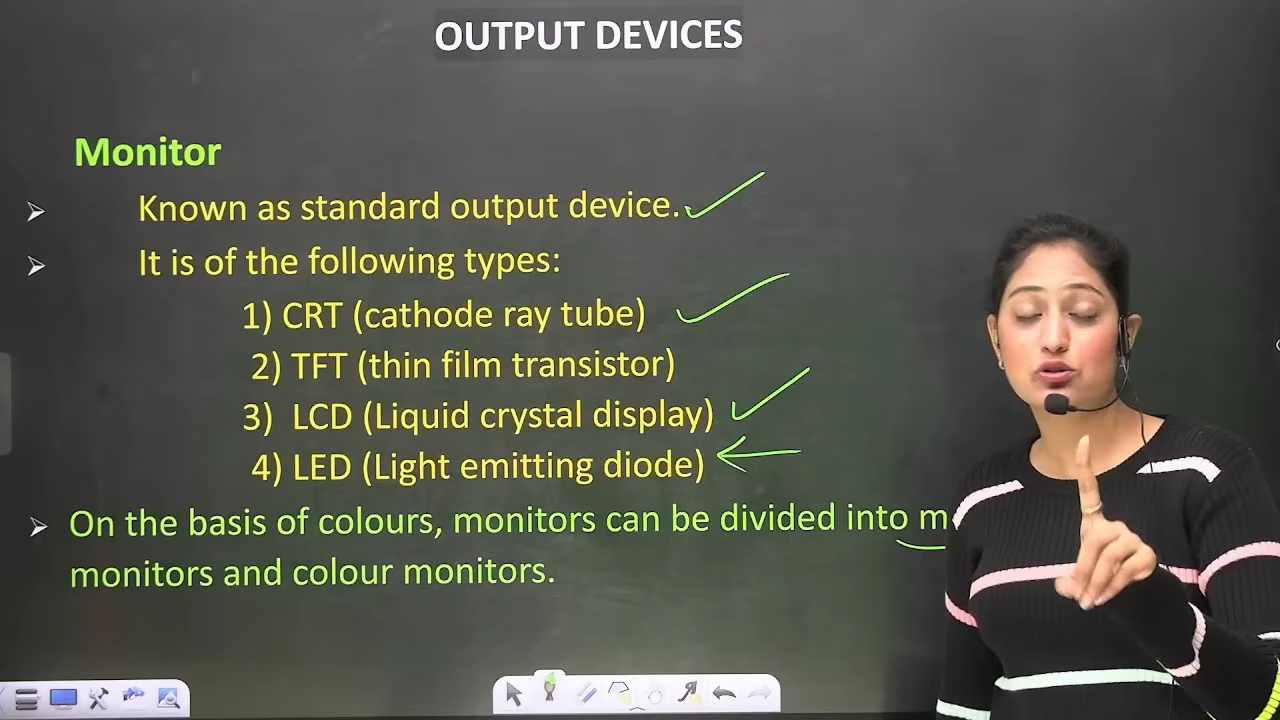 OUTPUT DEVICES
Monitor
Known as standard output device.
It is of the following types:
1) CRT (cathode ray tube)
2) TFT (thin film transistor)
3) LCD (Liquid crystal display)
4) LED (Light emitting diode)
On the basis of colours, monitors can be divided into
monitors and colour monitors.